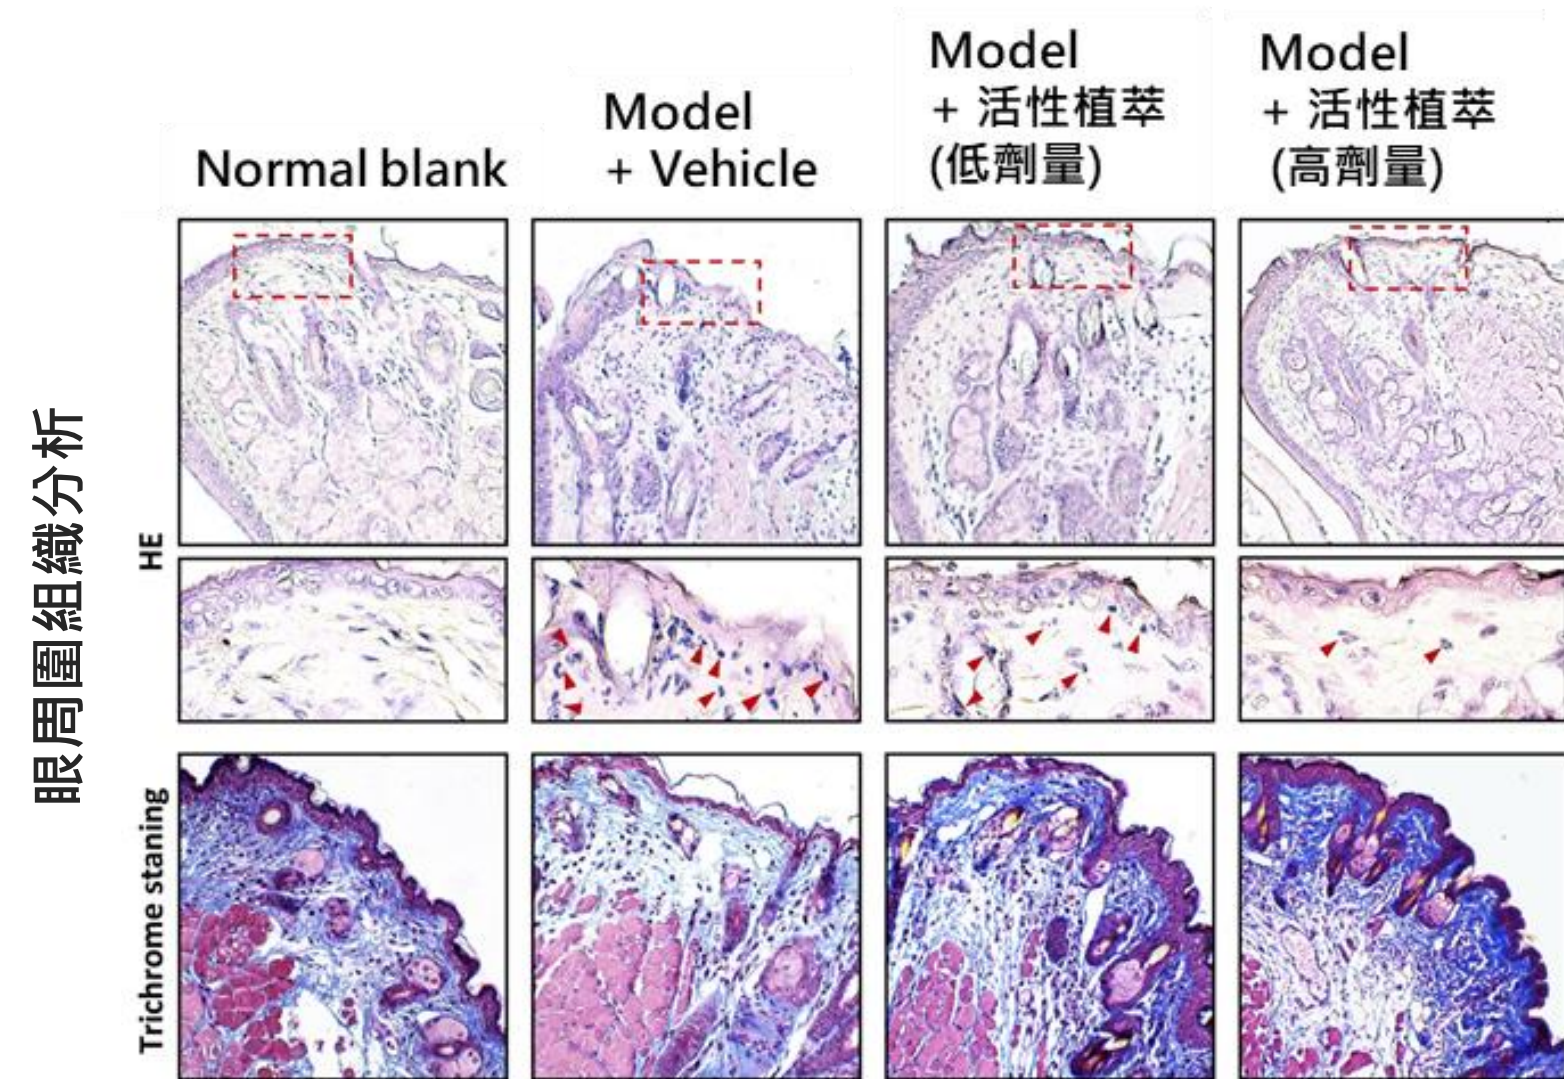 Normal blank
Model
+ Vehicle
Model
+ 活性植萃
(低劑量)
Model
+ 活性植萃
(高劑量)
眼周圍組織分析
HE
Trichrome staning